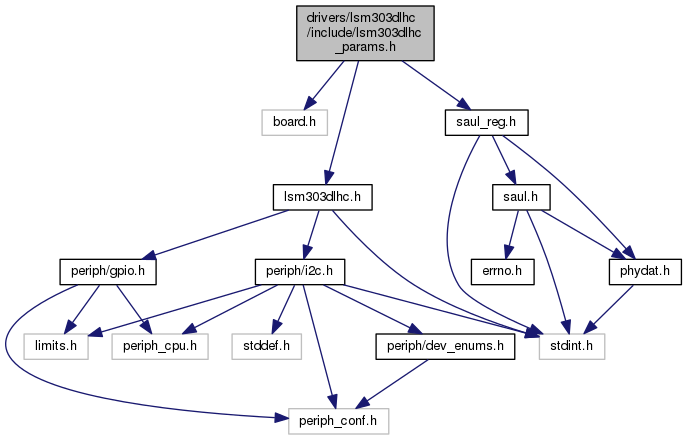 drivers/lsm303dlhc
/include/lsm303dlhc
_params.h
board.h
saul_reg.h
lsm303dlhc.h
saul.h
periph/gpio.h
periph/i2c.h
errno.h
phydat.h
limits.h
periph_cpu.h
stddef.h
periph/dev_enums.h
stdint.h
periph_conf.h